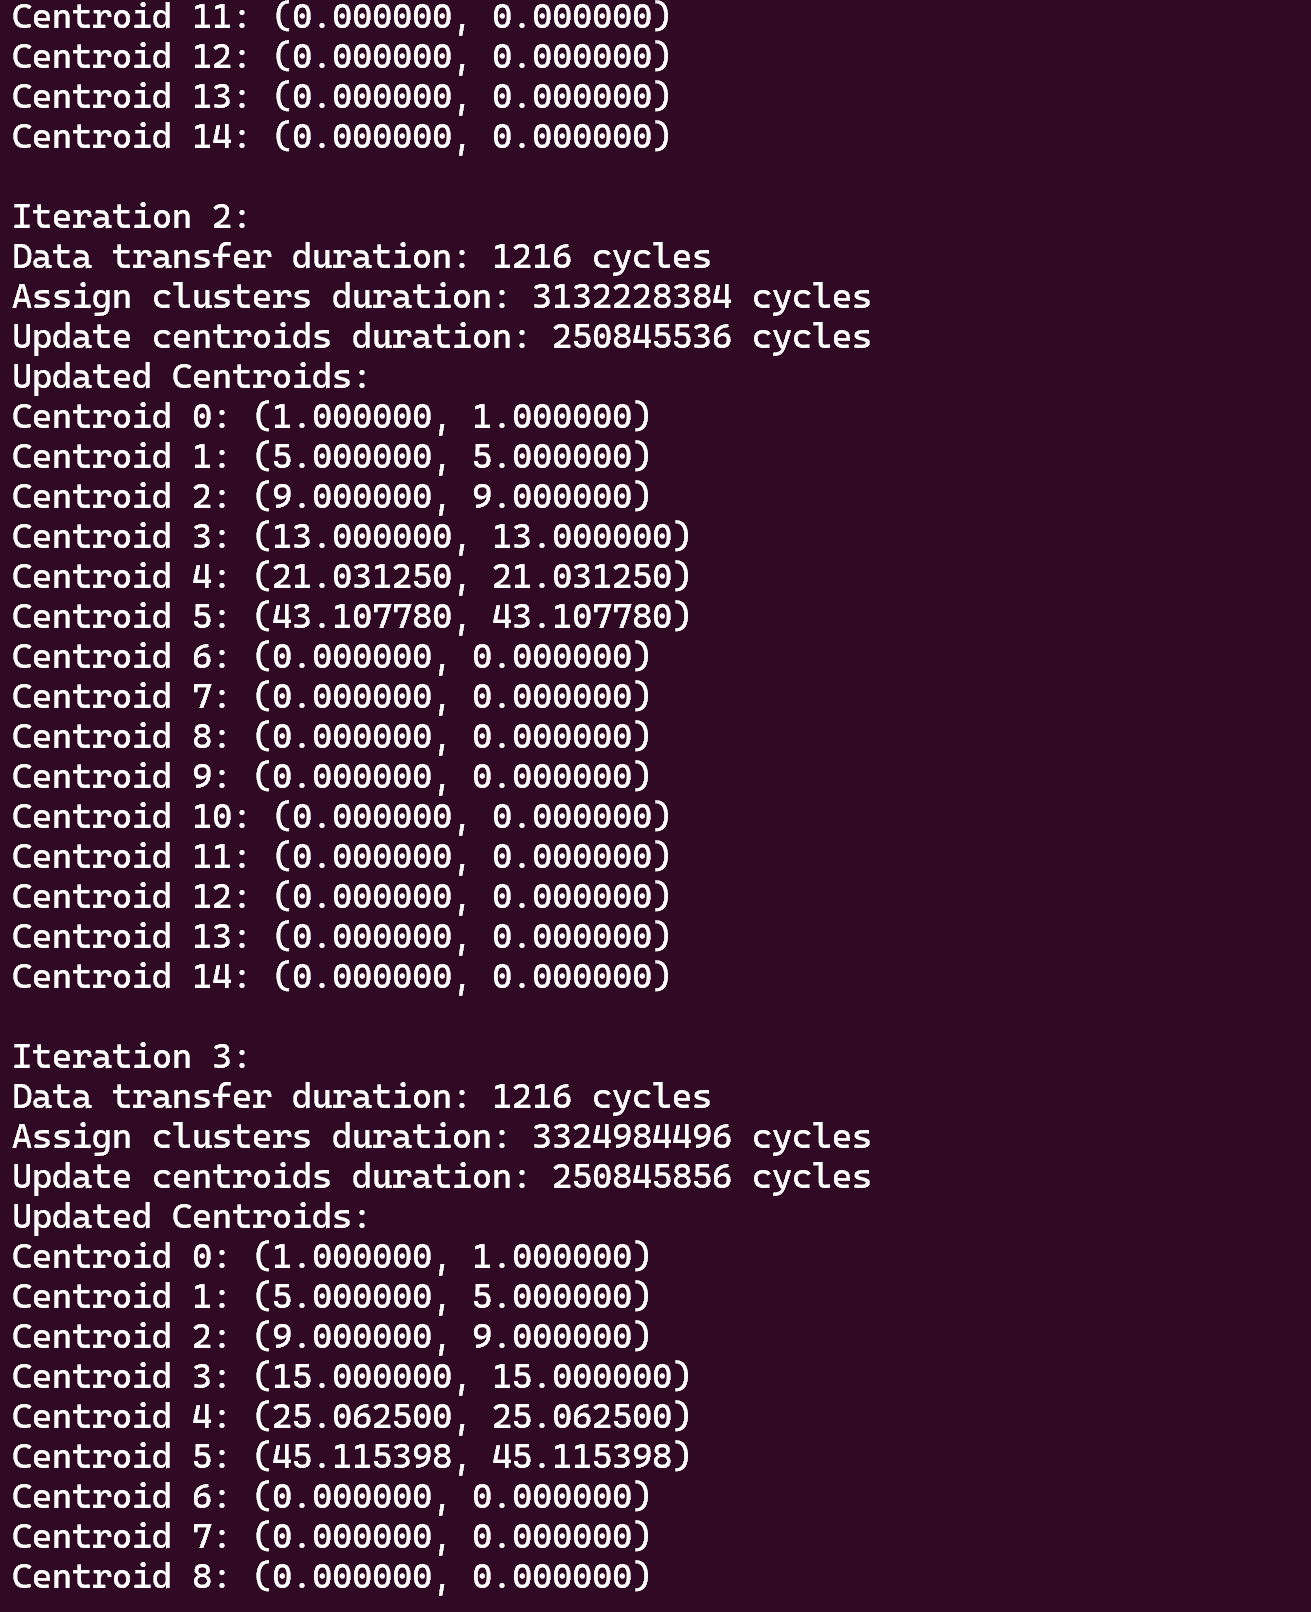 Centroid 11: (0.000000, 0.000000)
Centroid 12: (0.000000, 0.000000)
Centroid 13: (0.000000, 0.000000)
Centroid 14: (0.000000, 0.000000)
Iteration 2:
Data transfer duration: 1216 cycles
Assign clusters duration: 3132228384 cycles
Update centroids duration: 250845536 cycles
Updated Centroids:
Centroid 0: (1.000000, 1.000000)
Centroid 1: (5.000000, 5.000000)
Centroid 2: (9.000000, 9.000000)
Centroid 3: (13.000000, 13.000000)
Centroid 4: (21.031250, 21.031250)
Centroid 5: (43.107780, 43.107780)
Centroid 6: (0.000000, 0.000000)
Centroid 7: (0.000000, 0.000000)
Centroid 8: (0.000000, 0.000000)
Centroid 9: (0.000000, 0.000000)
Centroid 10: (0.000000, 0.000000)
Centroid 11: (0.000000, 0.000000)
Centroid 12: (0.000000, 0.000000)
Centroid 13: (0.000000, 0.000000)
Centroid 14: (0.000000, 0.000000)
Iteration 3:
Data transfer duration: 1216 cycles
Assign clusters duration: 3324984496 cycles
Update centroids duration: 250845856 cycles
Updated Centroids:
Centroid 0: (1.000000, 1.000000)
Centroid 1: (5.000000, 5.000000)
Centroid 2: (9.000000, 9.000000)
Centroid 3: (15.000000, 15.000000)
Centroid 4: (25.062500, 25.062500)
Centroid 5: (45.115398, 45.115398)
Centroid 6: (0.000000, 0.000000)
Centroid 7: (0.000000, 0.000000)
Centroid 8: (0.000000, 0.000000)